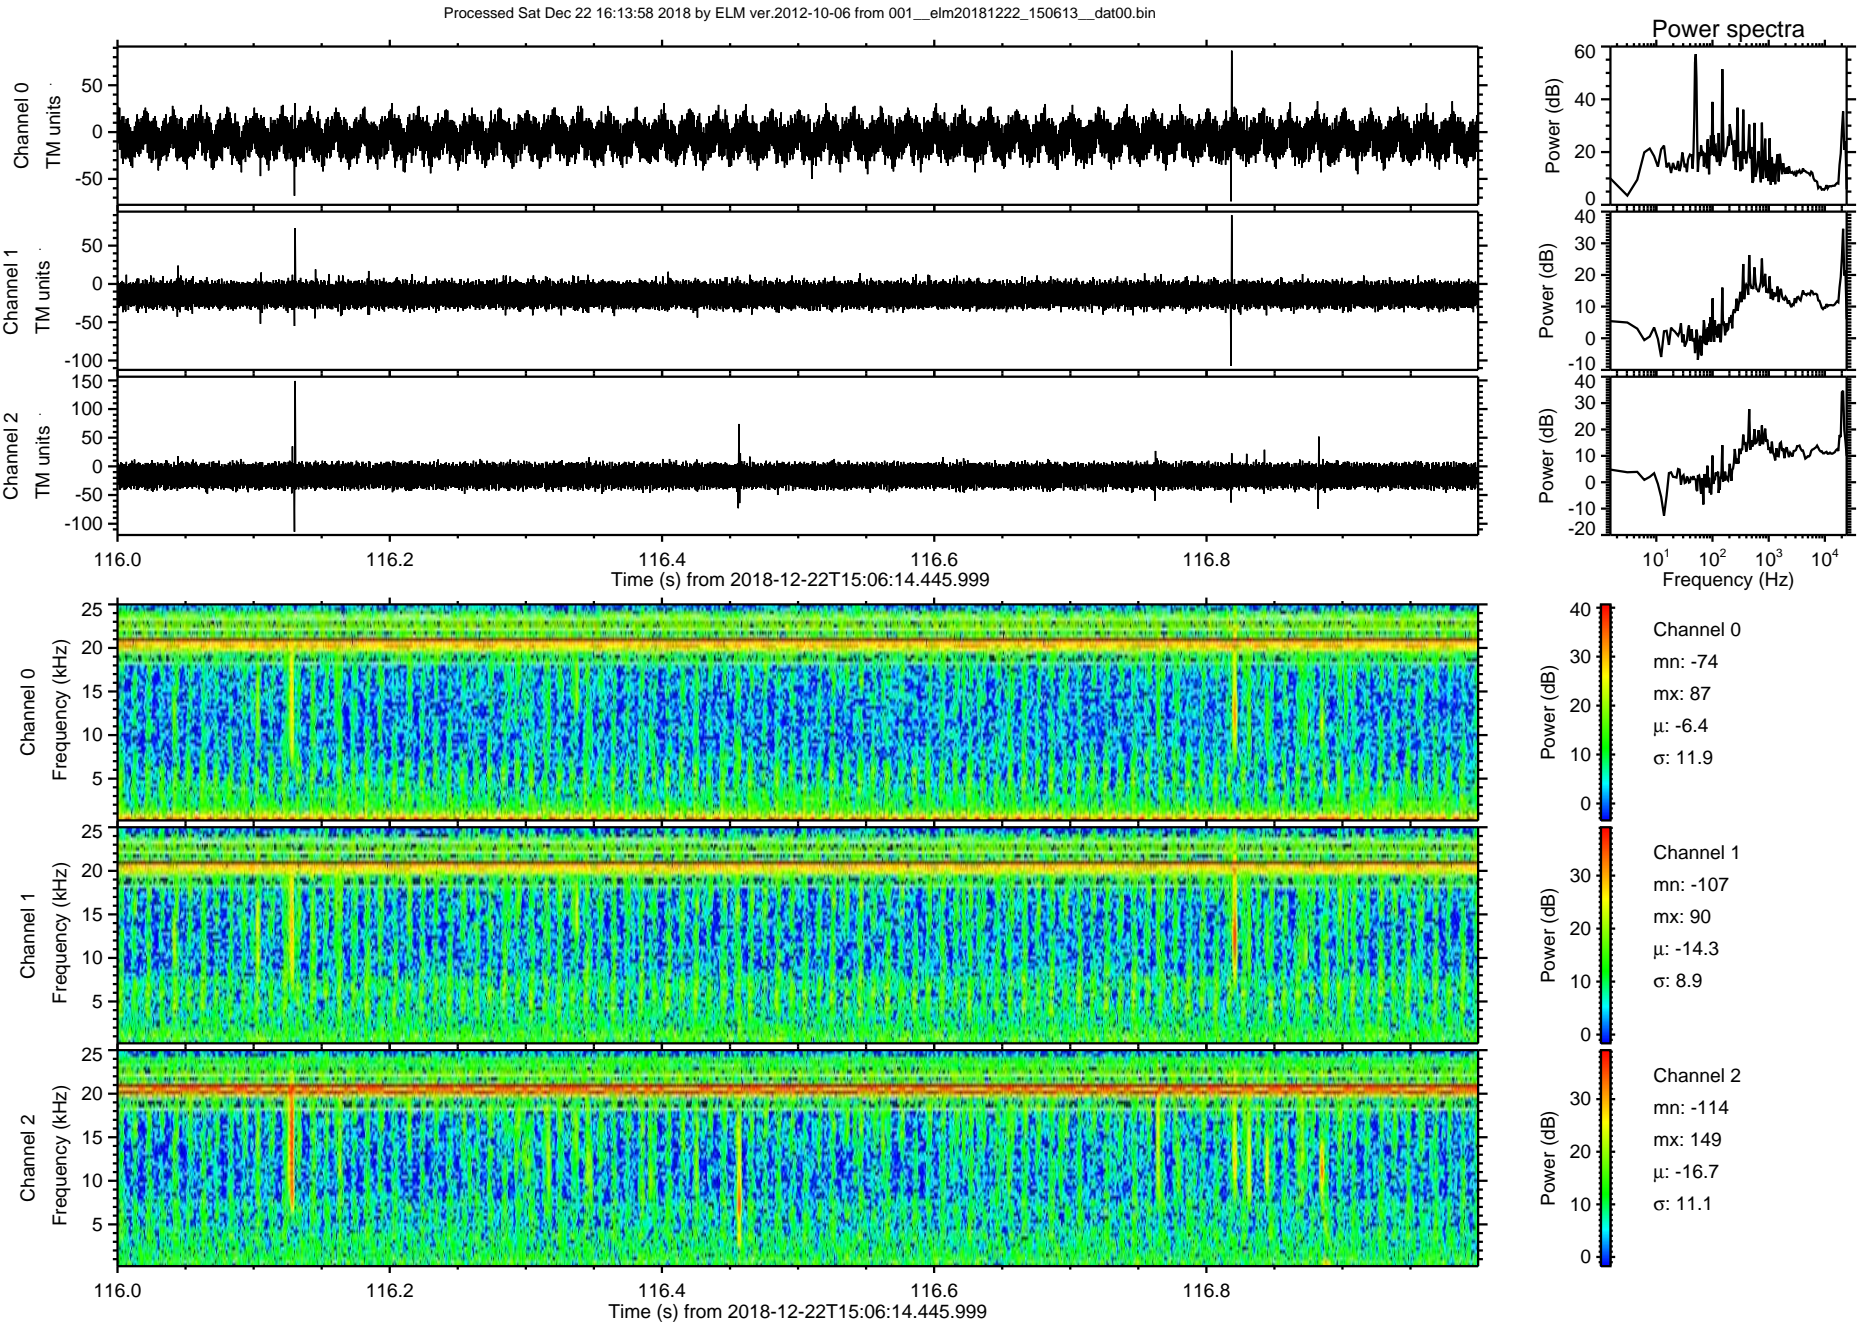 Processed Sat Dec 22 16:13:58 2018 by ELM ver.2012-10-06 from 001__elm20181222_150613__dat00.bin
Power spectra
Channel 0
TM units
50
0
-50
Power (dB)
60
40
20
0
Channel 1
TM units
50
0
-50
-100
Power (dB)
40
30
20
10
0
-10
Channel 2
TM units
150
100
50
0
-50
-100
Power (dB)
40
30
20
10
0
-10
-20
116.0 116.2 116.4 116.6 116.8
Time (s) from 2018-12-22T15:06:14.445.999
10¹ 10² 10³ 10⁴
Frequency (Hz)
Channel 0
Frequency (kHz)
25
20
15
10
5
Power (dB)
40
30
20
10
0
Channel 0
mn: -74
mx: 87
µ: -6.4
σ: 11.9
Channel 1
Frequency (kHz)
25
20
15
10
5
Power (dB)
30
20
10
0
Channel 1
mn: -107
mx: 90
µ: -14.3
σ: 8.9
Channel 2
Frequency (kHz)
25
20
15
10
5
Power (dB)
30
20
10
0
Channel 2
mn: -114
mx: 149
µ: -16.7
σ: 11.1
116.0 116.2 116.4 116.6 116.8
Time (s) from 2018-12-22T15:06:14.445.999